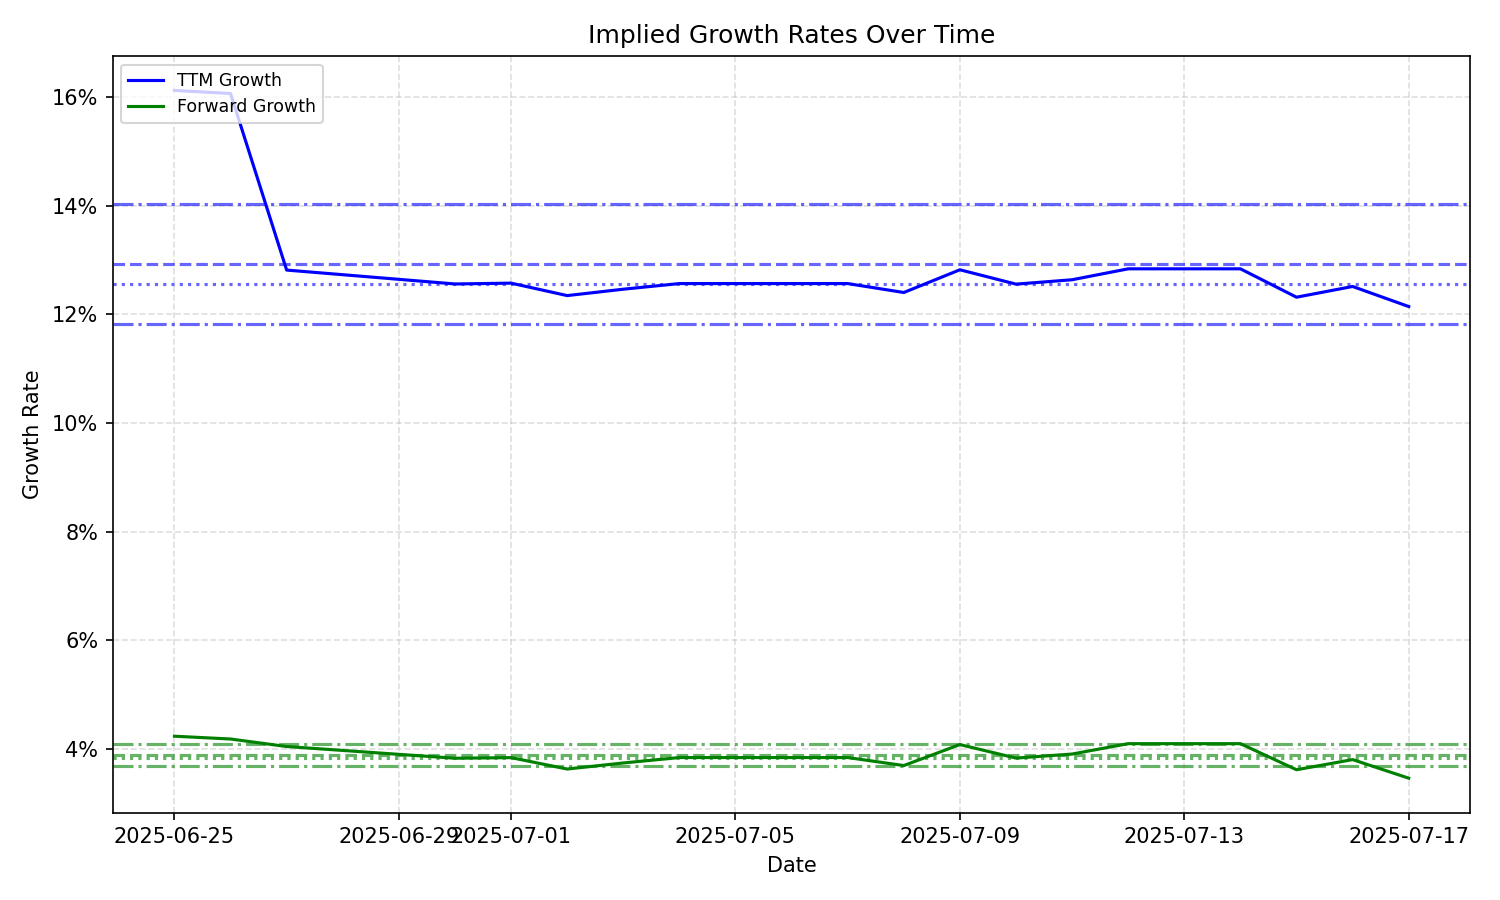 Implied Growth Rates Over Time
TTM Growth
Forward Growth
16%
14%
12%
10%
8%
6%
4%
Growth Rate
2025-06-25
2025-06-29
2025-07-01
2025-07-05
2025-07-09
2025-07-13
2025-07-17
Date